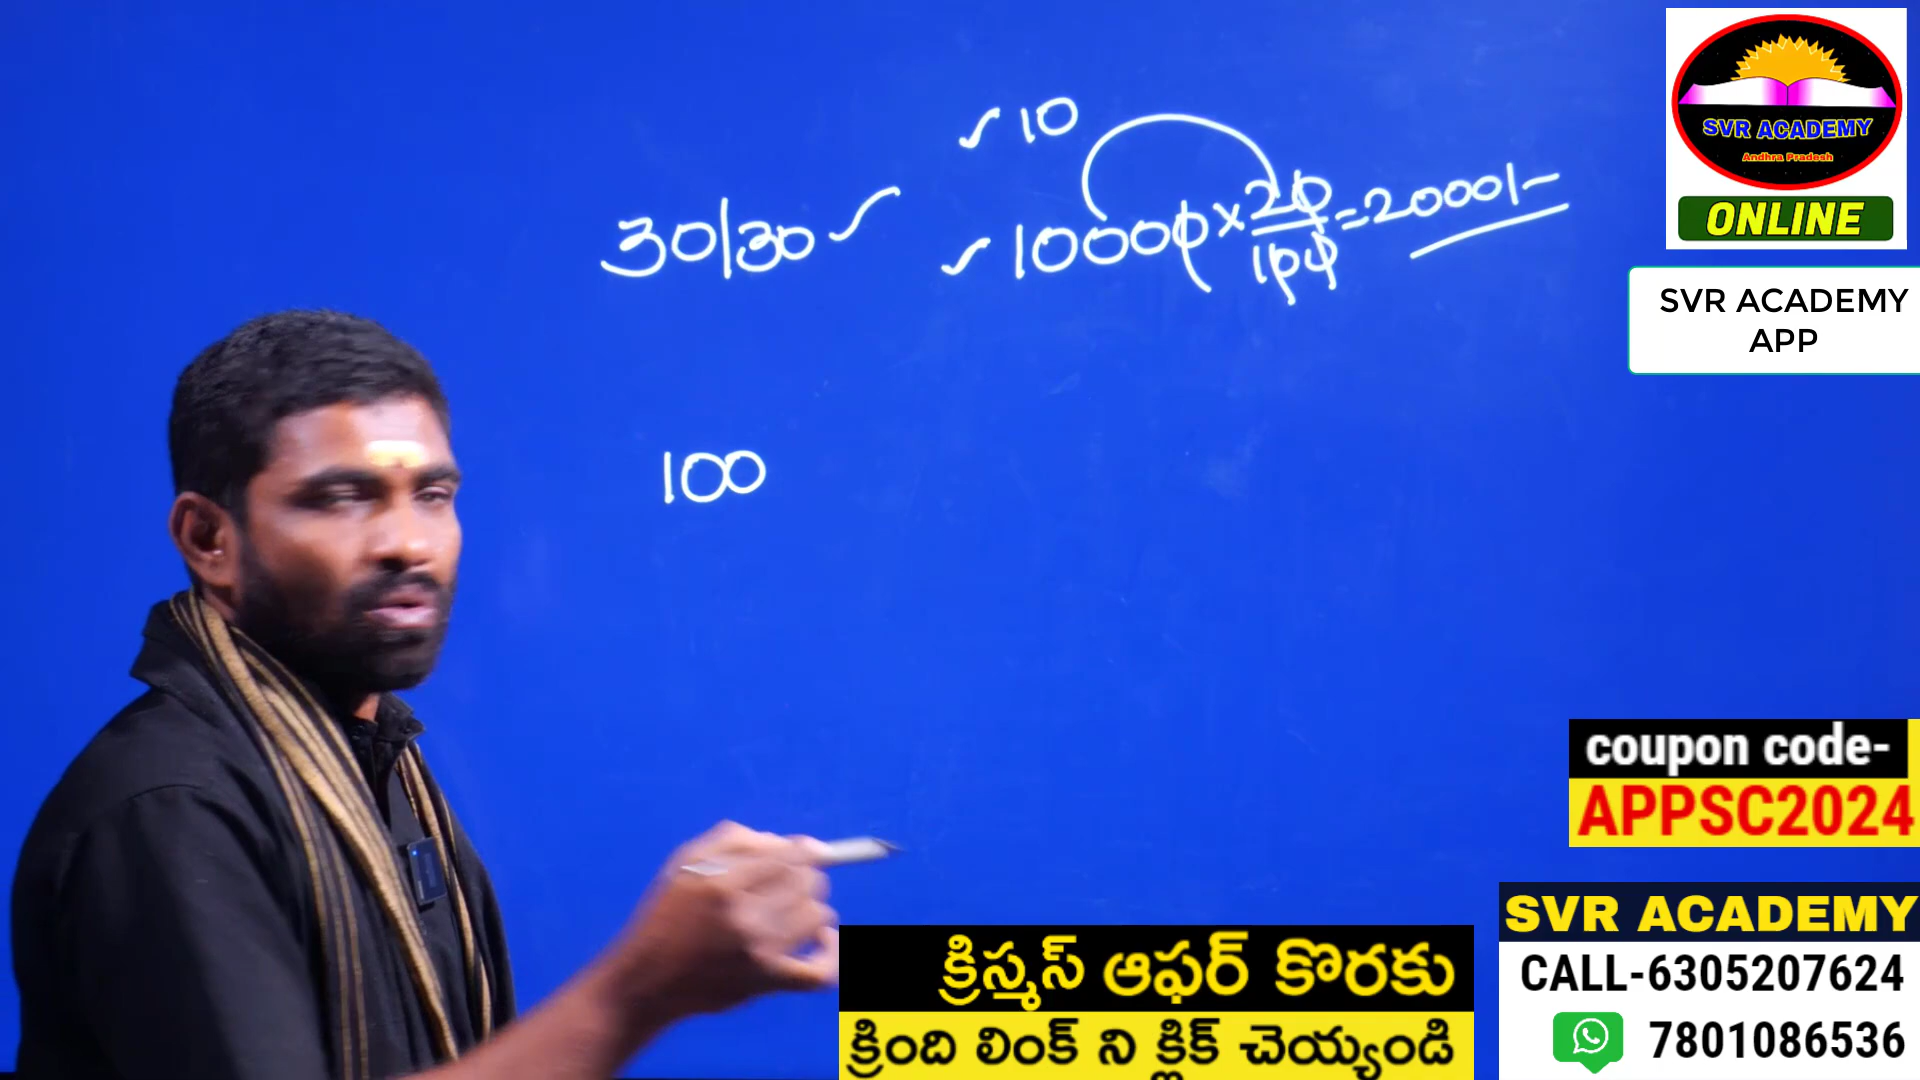 ✓ 10
30/30 ✓
✓ 10000 × 20/100 = 2000/-
100
SVR ACADEMY
Andhra Pradesh
ONLINE
SVR ACADEMY
APP
coupon code-
APPSC2024
SVR ACADEMY
CALL-6305207624
7801086536
క్రిస్మస్ ఆఫర్ కొరకు
క్రింది లింక్ ని క్లిక్ చెయ్యండి